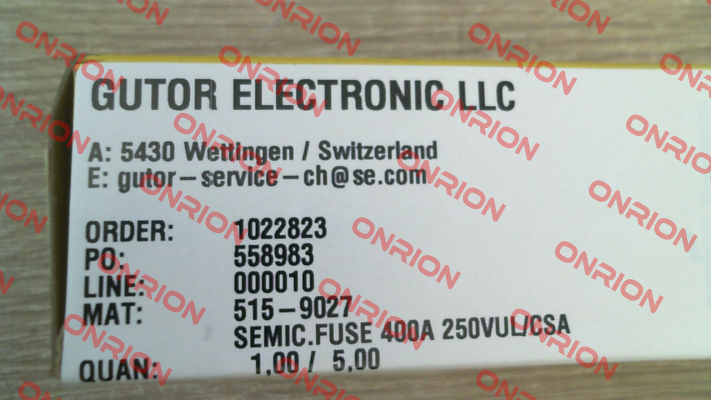 GUTOR ELECTRONIC LLC
A: 5430 Wettingen / Switzerland
E: gutor-service-ch@se.com
ORDER: 1022823
PO: 558983
LINE: 000010
MAT: 515-9027
SEMIC.FUSE 400A 250VUL/CSA
QUAN: 1,00 / 5,00
ONRION